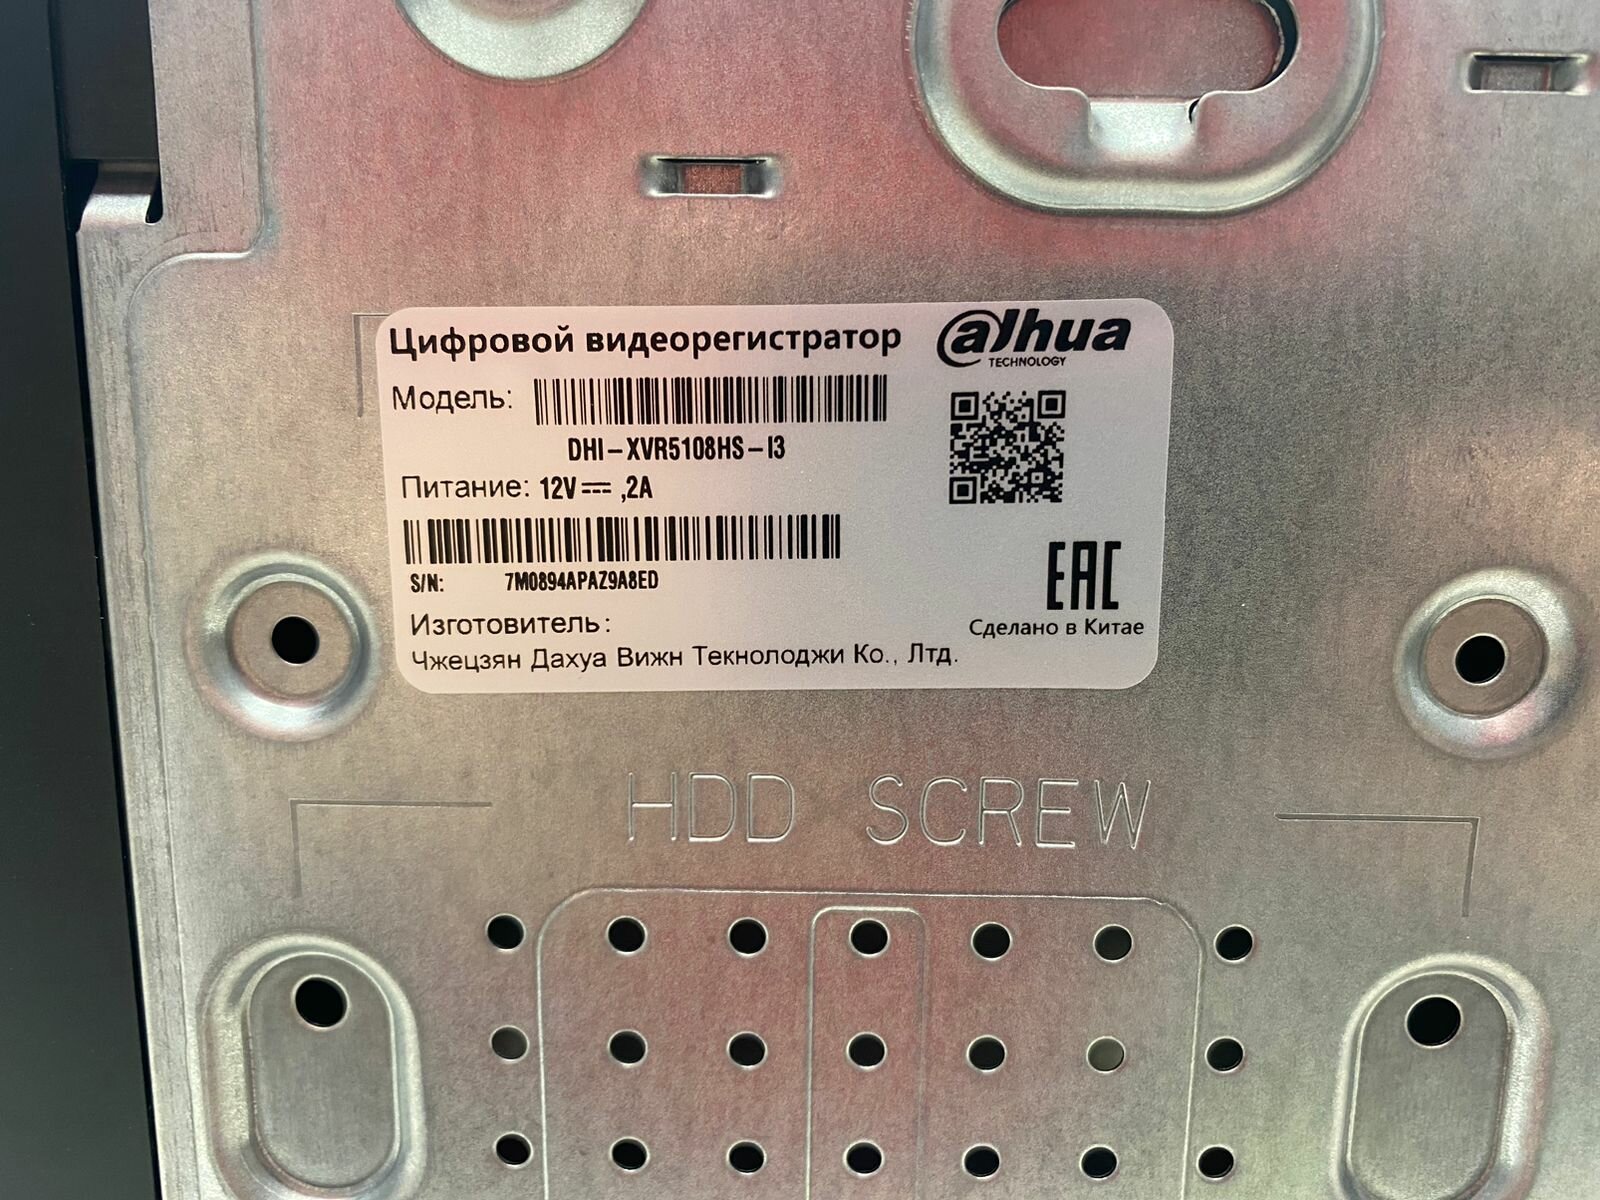 Цифровой видеорегистратор
alhua
TECHNOLOGY
Модель:
DHI-XVR5108HS-I3
Питание: 12V⎓,2A
S/N: 7M0894APAZ9A8ED
EAC
Изготовитель:
Сделано в Китае
Чжецзян Дахуа Вижн Текнолоджи Ко., Лтд.
HDD SCREW